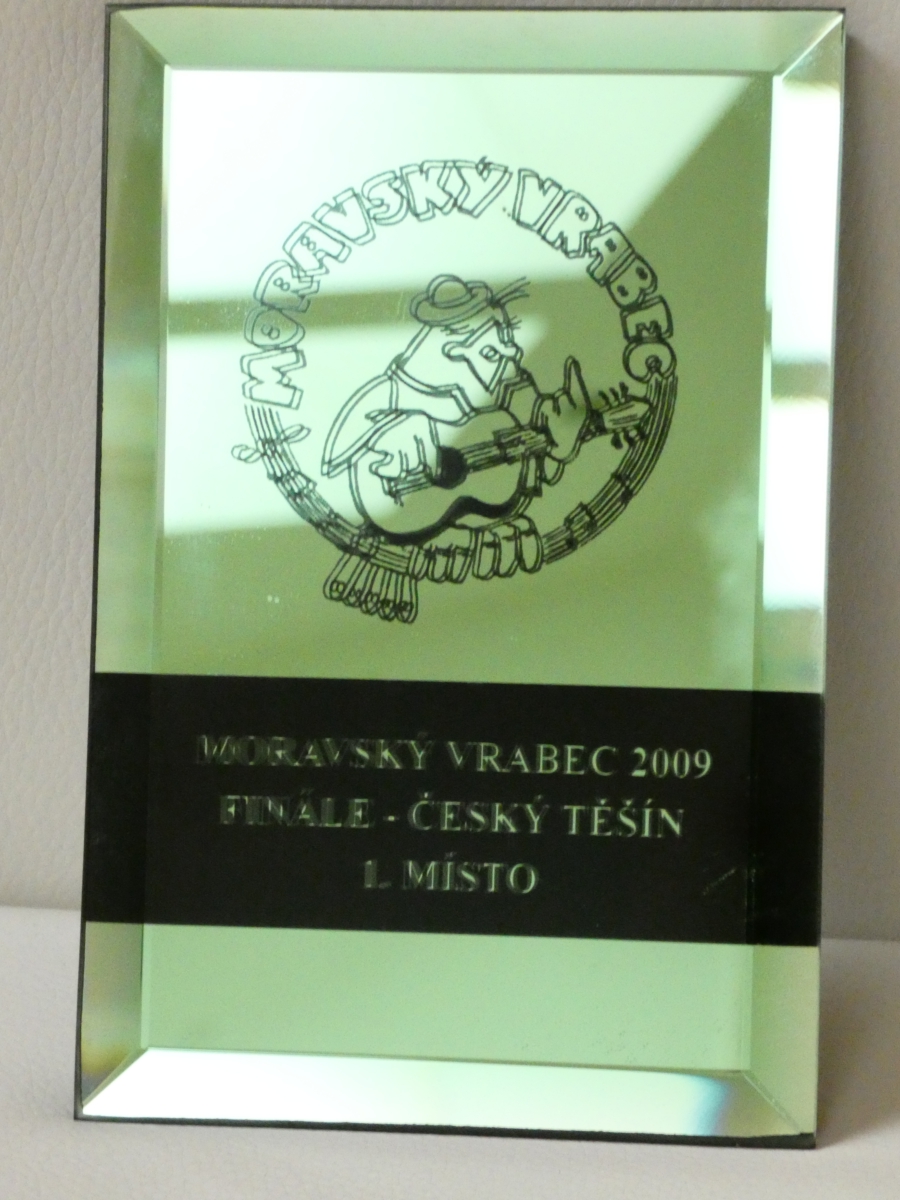 MORAVSKÝ VRABEC
MORAVSKÝ VRABEC 2009
FINÁLE - ČESKÝ TĚŠÍN
1. MÍSTO